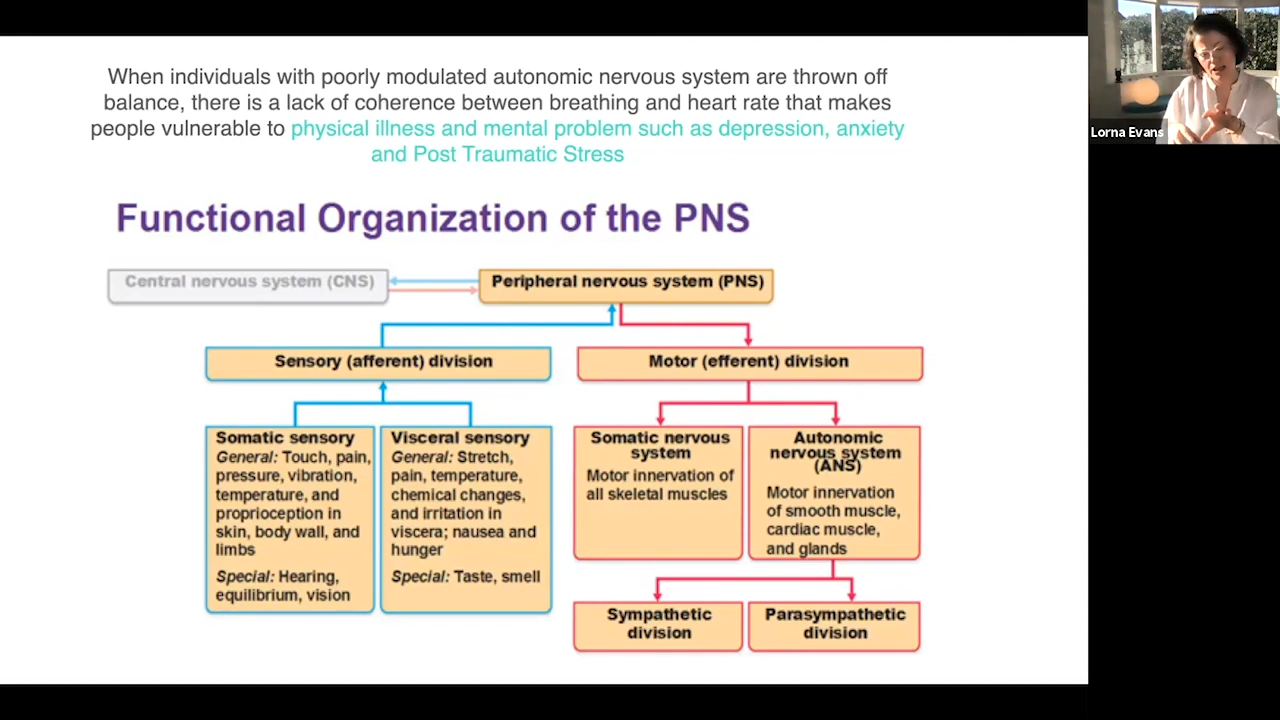 When individuals with poorly modulated autonomic nervous system are thrown off
balance, there is a lack of coherence between breathing and heart rate that makes
people vulnerable to physical illness and mental problem such as depression, anxiety
and Post Traumatic Stress
Lorna Evans
Functional Organization of the PNS
Central nervous system (CNS)
Peripheral nervous system (PNS)
Sensory (afferent) division
Motor (efferent) division
Somatic sensory
General: Touch, pain,
pressure, vibration,
temperature, and
proprioception in
skin, body wall, and
limbs
Special: Hearing,
equilibrium, vision
Visceral sensory
General: Stretch,
pain, temperature,
chemical changes,
and irritation in
viscera; nausea and
hunger
Special: Taste, smell
Somatic nervous
system
Motor innervation of
all skeletal muscles
Autonomic
nervous system
(ANS)
Motor innervation
of smooth muscle,
cardiac muscle,
and glands
Sympathetic
division
Parasympathetic
division